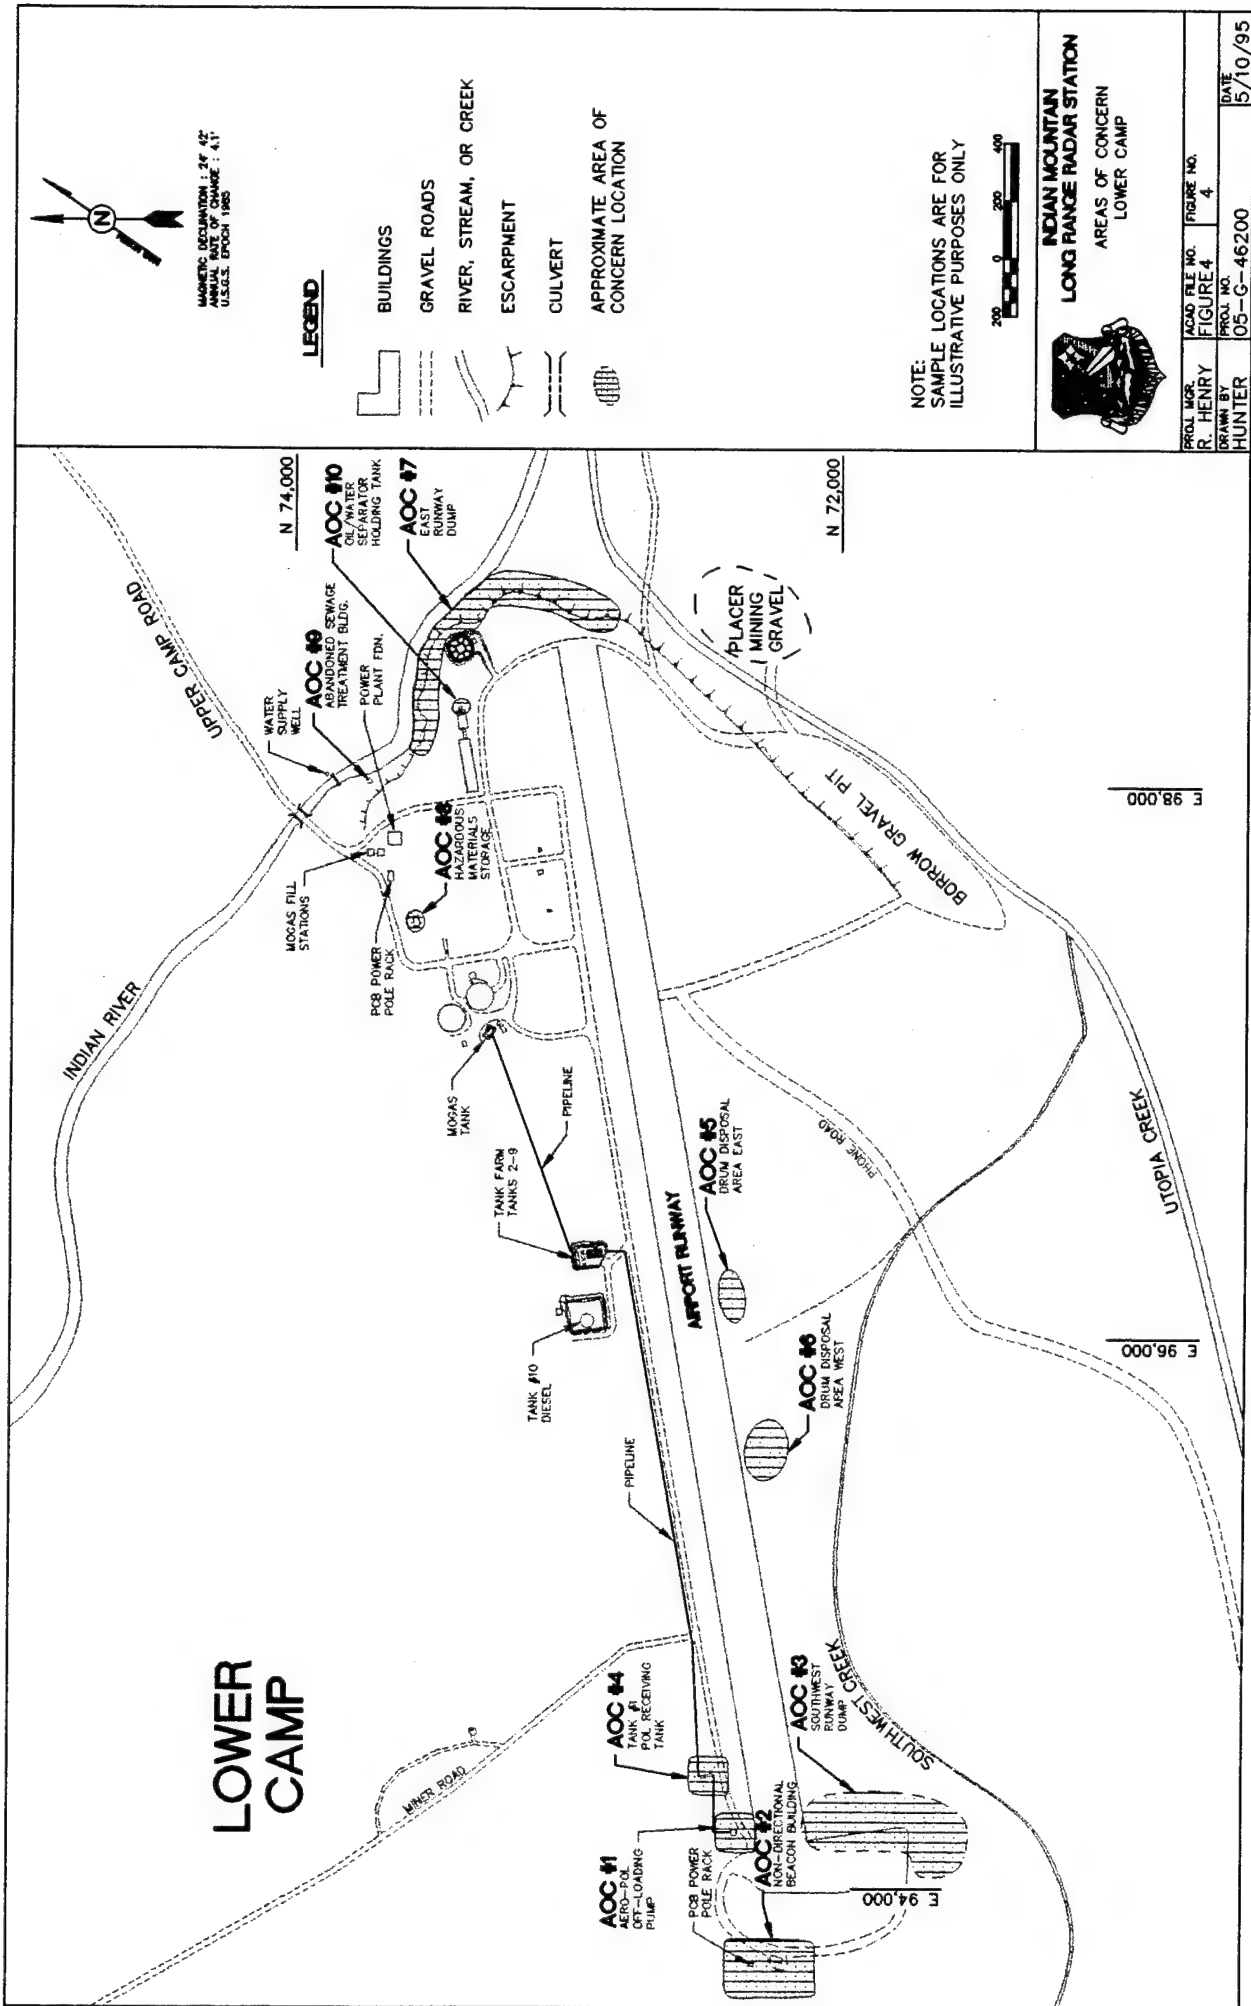 LOWER
CAMP
MINER ROAD
INDIAN RIVER
UPPER CAMP ROAD
N 74,000
WATER
SUPPLY
WELL
AOC #9
ABANDONED SEWAGE
TREATMENT BLDG.
POWER
PLANT FDN.
AOC #10
OIL/WATER
SEPARATOR
HOLDING TANK
AOC #7
EAST
RUNWAY
DUMP
MOGAS FILL
STATIONS
PCB POWER
POLE RACK
AOC #8
HAZARDOUS
MATERIALS
STORAGE
MOGAS
TANK
PIPELINE
TANK FARM
TANKS 2-9
TANK #10
DIESEL
PIPELINE
AIRPORT RUNWAY
AOC #4
TANK #1
POL RECEIVING
TANK
AOC #1
AERO-POL
OFF-LOADING
PUMP
PCB POWER
POLE RACK
AOC #2
NON-DIRECTIONAL
BEACON BUILDING
AOC #3
SOUTHWEST
RUNWAY
DUMP
AOC #5
DRUM DISPOSAL
AREA EAST
AOC #6
DRUM DISPOSAL
AREA WEST
PHONE ROAD
SOUTHWEST CREEK
UTOPIA CREEK
BORROW GRAVEL PIT
PLACER
MINING
GRAVEL
N 72,000
E 94,000
E 96,000
E 98,000
N
MAGNETIC DECLINATION :
ANNUAL RATE OF CHANGE : 4.1'
U.S.G.S. EPOCH 1985
LEGEND
BUILDINGS
GRAVEL ROADS
RIVER, STREAM, OR CREEK
ESCARPMENT
CULVERT
APPROXIMATE AREA OF
CONCERN LOCATION
NOTE:
SAMPLE LOCATIONS ARE FOR
ILLUSTRATIVE PURPOSES ONLY
200 0 200 400
INDIAN MOUNTAIN
LONG RANGE RADAR STATION
AREAS OF CONCERN
LOWER CAMP
PROJ. MGR.
R. HENRY
ACAD FILE NO.
FIGURE4
FIGURE NO.
4
DRAWN BY
HUNTER
PROJ. NO.
05-G-46200
DATE
5/10/95